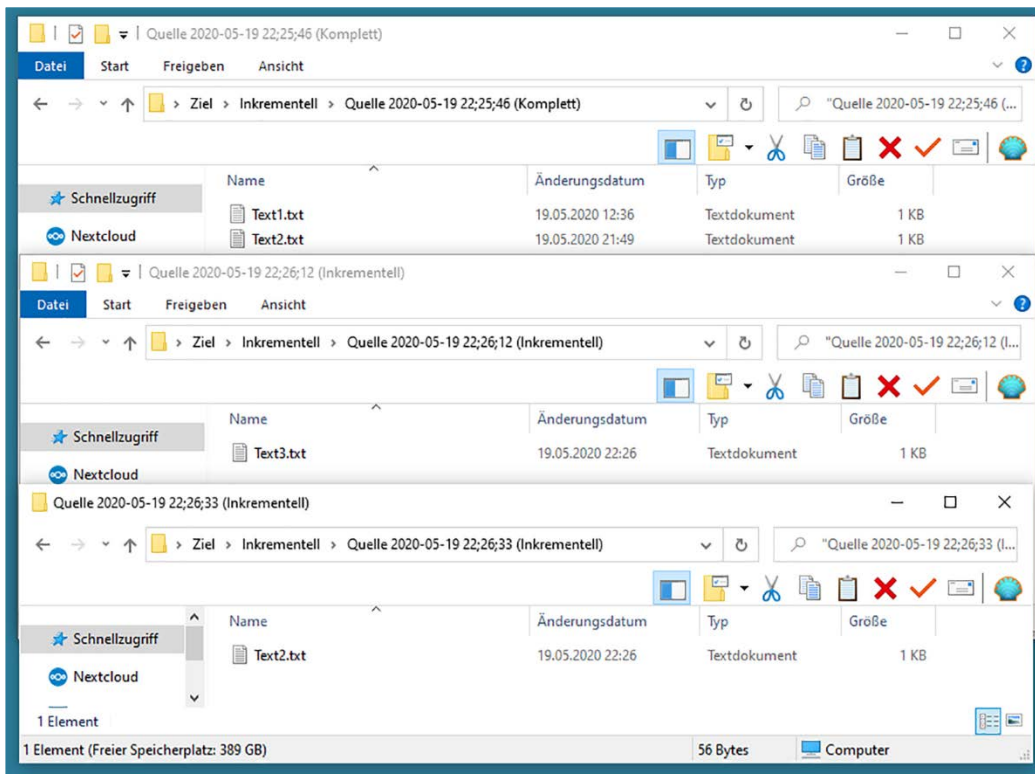 Quelle 2020-05-19 22;25;46 (Komplett)
Datei Start Freigeben Ansicht
Ziel > Inkrementell > Quelle 2020-05-19 22;25;46 (Komplett) "Quelle 2020-05-19 22;25;46 (...
Name Änderungsdatum Typ Größe
Schnellzugriff
Text1.txt 19.05.2020 12:36 Textdokument 1 KB
Nextcloud Text2.txt 19.05.2020 21:49 Textdokument 1 KB
Quelle 2020-05-19 22;26;12 (Inkrementell)
Datei Start Freigeben Ansicht
Ziel > Inkrementell > Quelle 2020-05-19 22;26;12 (Inkrementell) "Quelle 2020-05-19 22;26;12 (I...
Name Änderungsdatum Typ Größe
Schnellzugriff
Text3.txt 19.05.2020 22:26 Textdokument 1 KB
Nextcloud
Quelle 2020-05-19 22;26;33 (Inkrementell)
Ziel > Inkrementell > Quelle 2020-05-19 22;26;33 (Inkrementell) "Quelle 2020-05-19 22;26;33 (I...
Name Änderungsdatum Typ Größe
Schnellzugriff
Text2.txt 19.05.2020 22:26 Textdokument 1 KB
Nextcloud
1 Element
1 Element (Freier Speicherplatz: 389 GB) 56 Bytes Computer